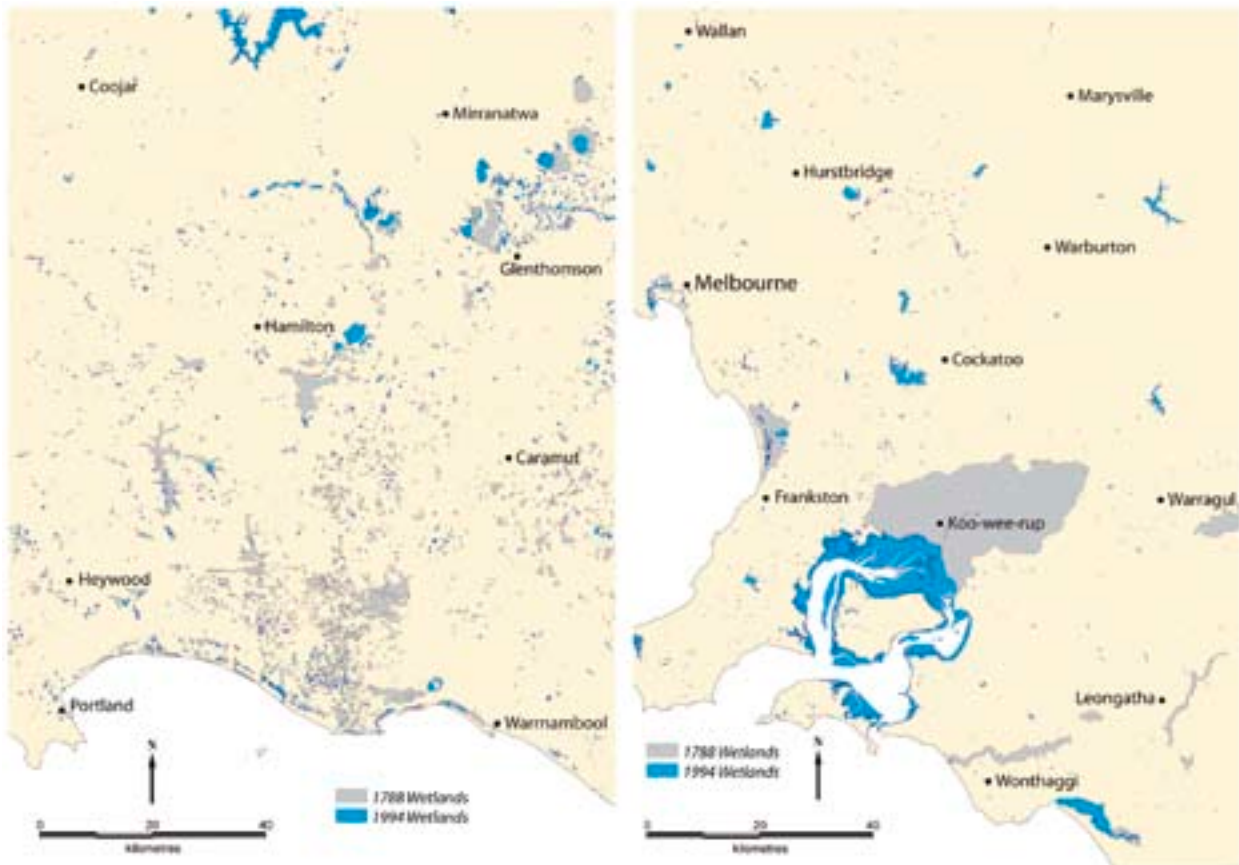 Coojar
Mirranatwa
Glenthomson
Hamilton
Caramut
Heywood
Portland
Warrnambool
N
1788 Wetlands
1994 Wetlands
0 20 40
kilometres
Wallan
Marysville
Hurstbridge
Warburton
Melbourne
Cockatoo
Frankston
Koo-wee-rup
Warragul
Leongatha
Wonthaggi
N
1788 Wetlands
1994 Wetlands
0 20 40
kilometres